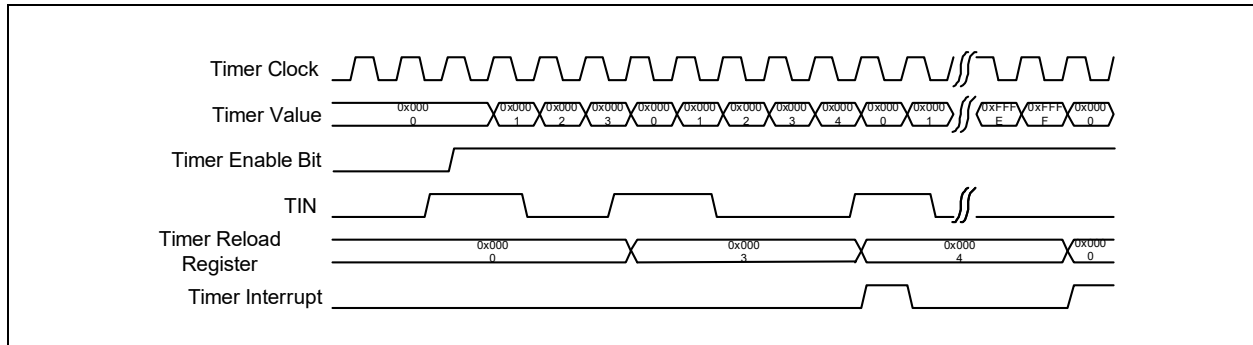 Timer Clock
Timer Value
0x000 0x000 0x000 0x000 0x000 0x000 0x000 0x000 0x000 0x000 0x000 0xFFF 0xFFF 0x000
0 1 2 3 0 1 2 3 4 0 1 E F 0
Timer Enable Bit
TIN
Timer Reload
Register
0x000 0x000 0x000 0x000
0 3 4 0
Timer Interrupt